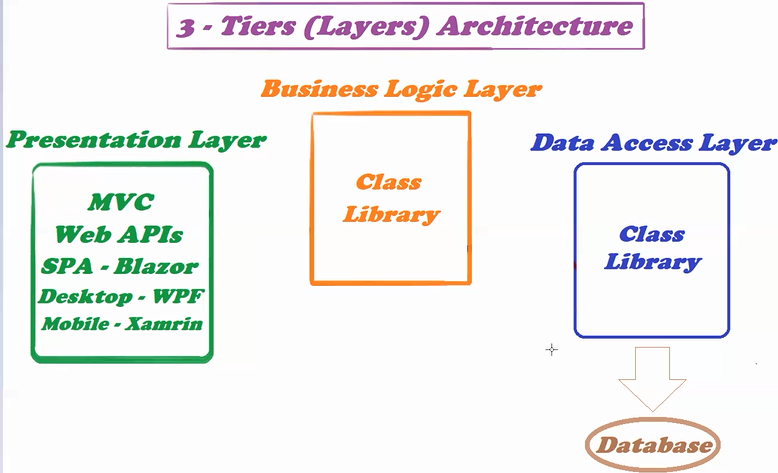 3 - Tiers (Layers) Architecture
Business Logic Layer
Presentation Layer
Data Access Layer
MVC
Web APIs
SPA - Blazor
Desktop - WPF
Mobile - Xamrin
Class
Library
Class
Library
Database